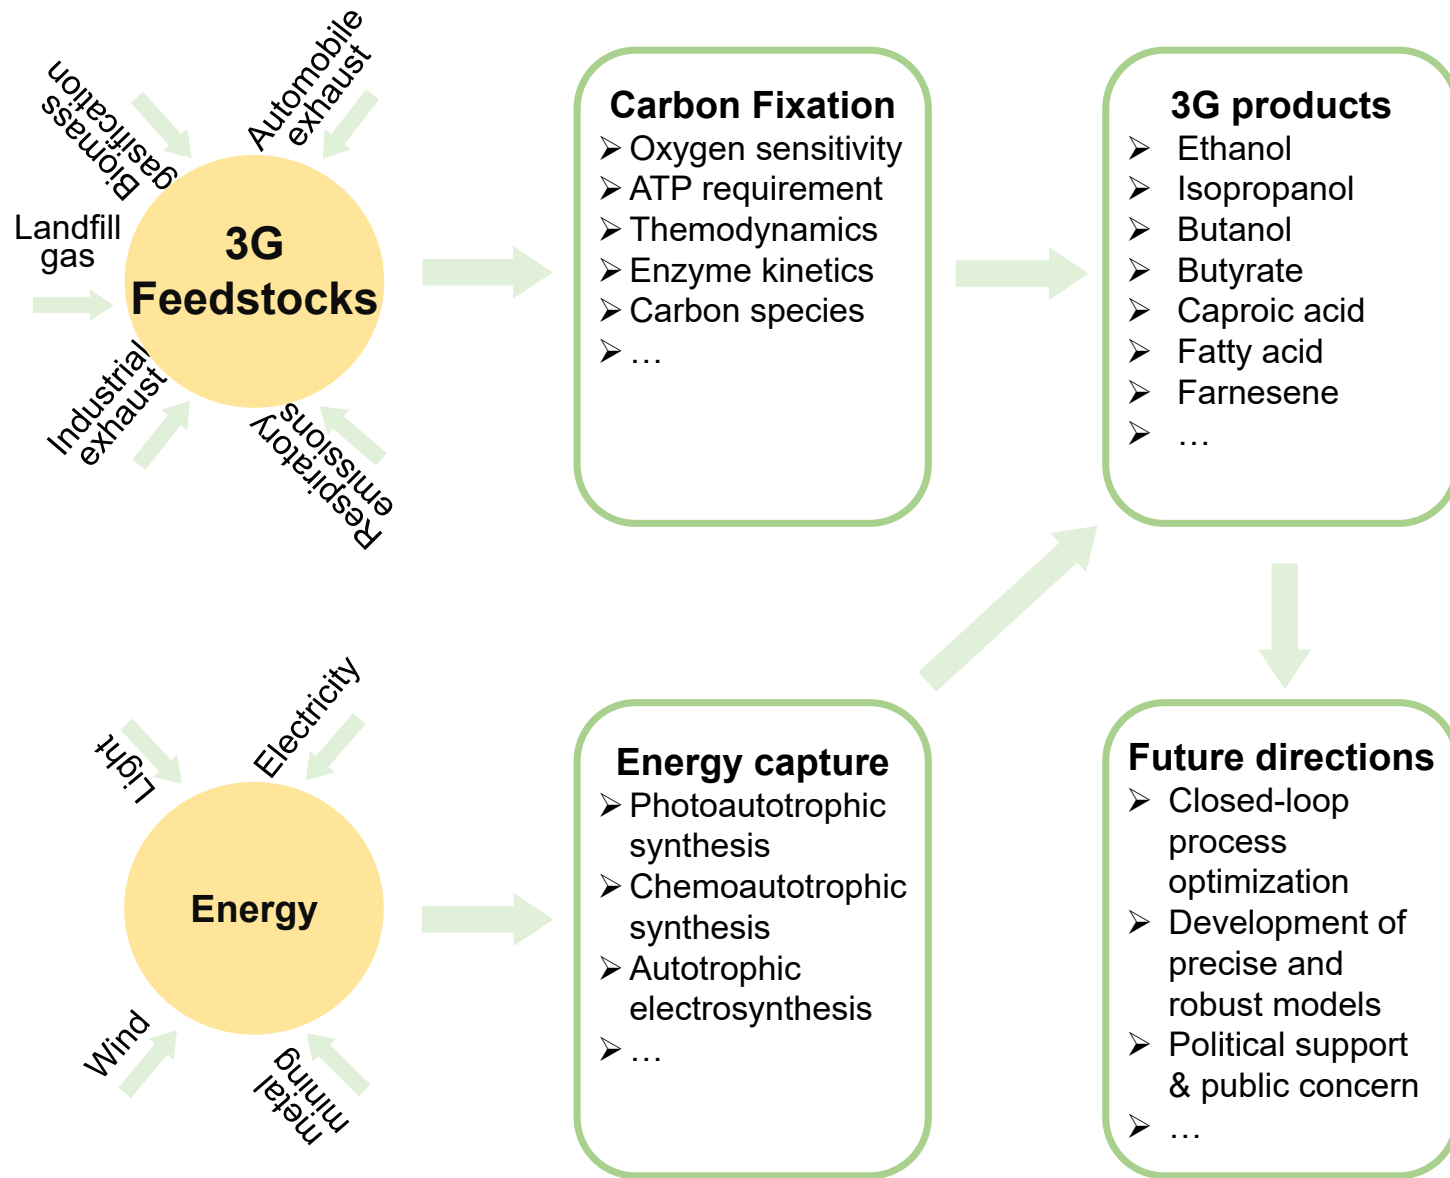 Biomass
gasification
Automobile
exhaust
Landfill
gas
3G
Feedstocks
Industrial
exhaust
Respiratory
emissions
Carbon Fixation
➢ Oxygen sensitivity
➢ ATP requirement
➢ Themodynamics
➢ Enzyme kinetics
➢ Carbon species
➢ …
3G products
➢ Ethanol
➢ Isopropanol
➢ Butanol
➢ Butyrate
➢ Caproic acid
➢ Fatty acid
➢ Farnesene
➢ …
Light
Electricity
Energy
Wind
metal
mining
Energy capture
➢ Photoautotrophic
synthesis
➢ Chemoautotrophic
synthesis
➢ Autotrophic
electrosynthesis
➢ …
Future directions
➢ Closed-loop
process
optimization
➢ Development of
precise and
robust models
➢ Political support
& public concern
➢ …